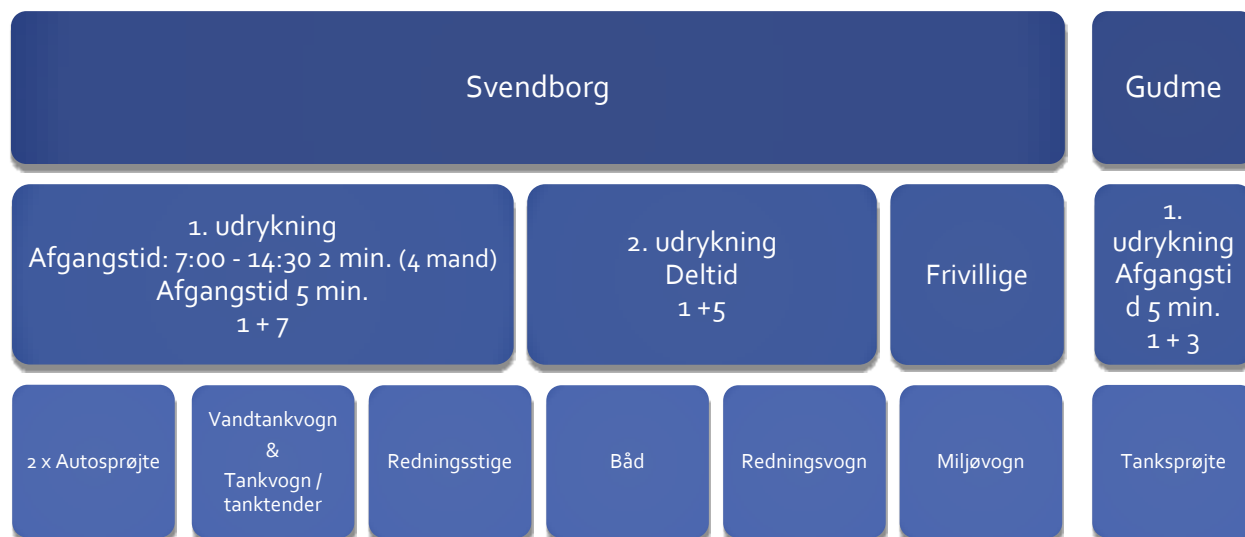 Svendborg
Gudme
1. udrykning
Afgangstid: 7:00 - 14:30 2 min. (4 mand)
Afgangstid 5 min.
1 + 7
2. udrykning
Deltid
1 +5
Frivillige
1.
udrykning
Afgangsti
d 5 min.
1 + 3
2 x Autosprøjte
Vandtankvogn
&
Tankvogn /
tanktender
Redningsstige
Båd
Redningsvogn
Miljøvogn
Tanksprøjte